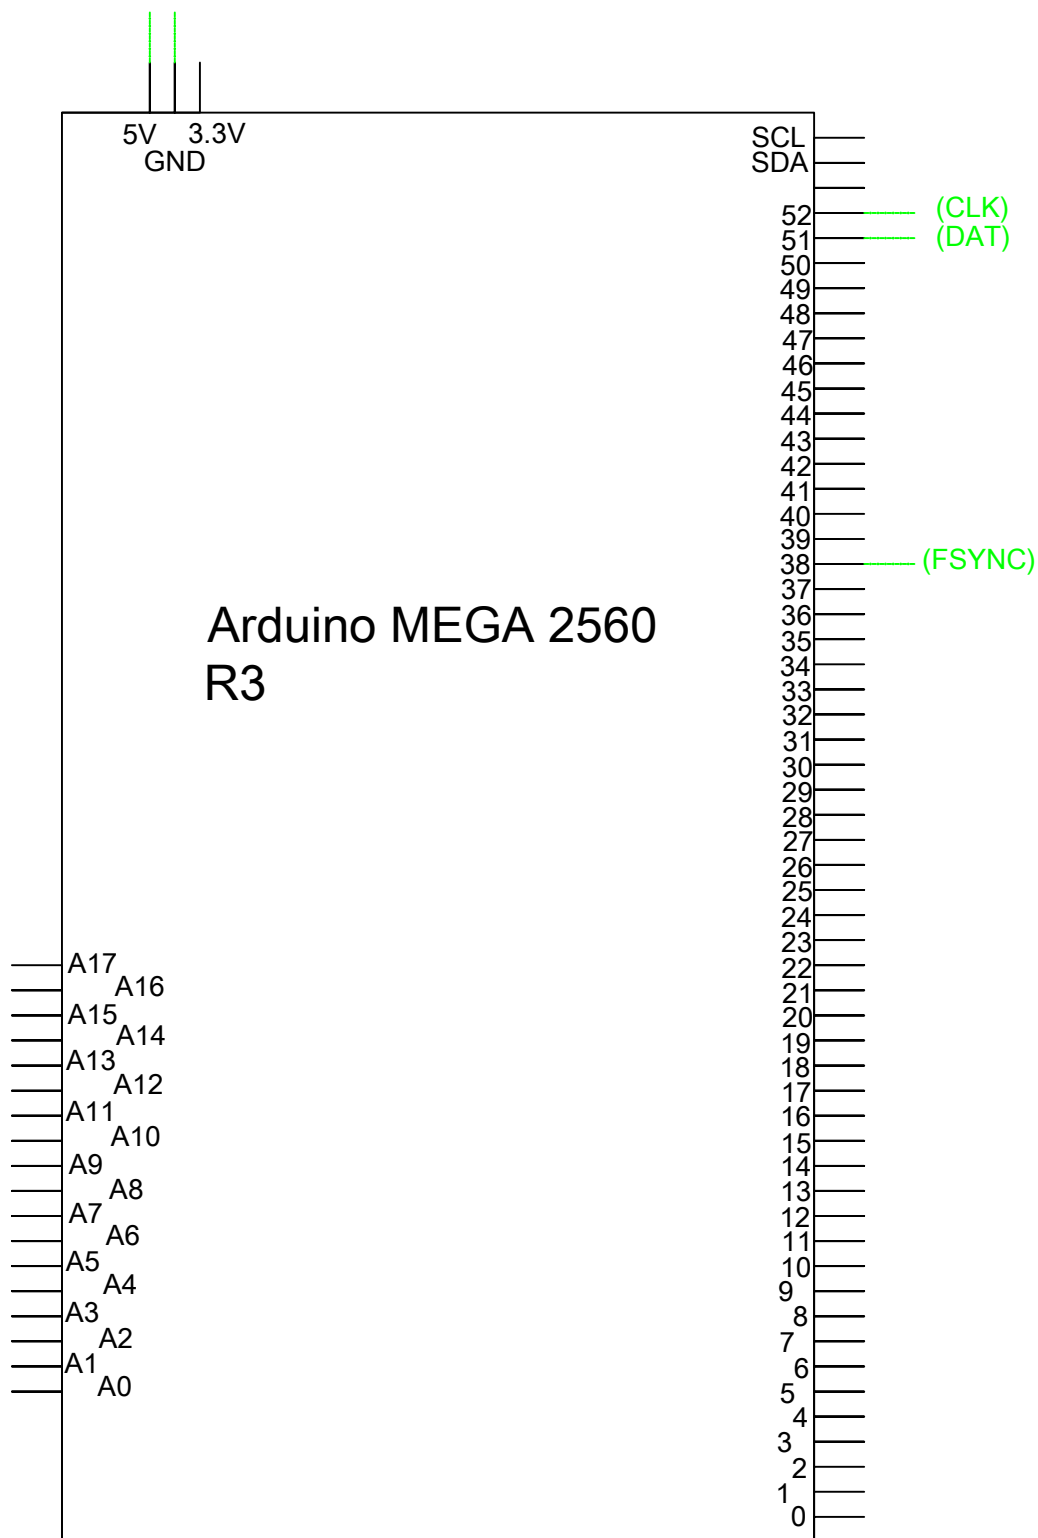 5V 3.3V
GND
SCL
SDA
52 (CLK)
51 (DAT)
50
49
48
47
46
45
44
43
42
41
40
39
38 (FSYNC)
37
36
Arduino MEGA 2560
35
34
R3
33
32
31
30
29
28
27
26
25
24
23
A17 22
A16 21
A15 20
A14 19
A13 18
A12 17
A11 16
A10 15
A9 14
A8 13
A7 12
A6 11
A5 10
A4 9
A3 8
A2 7
A1 6
A0 5
4
3
2
1
0